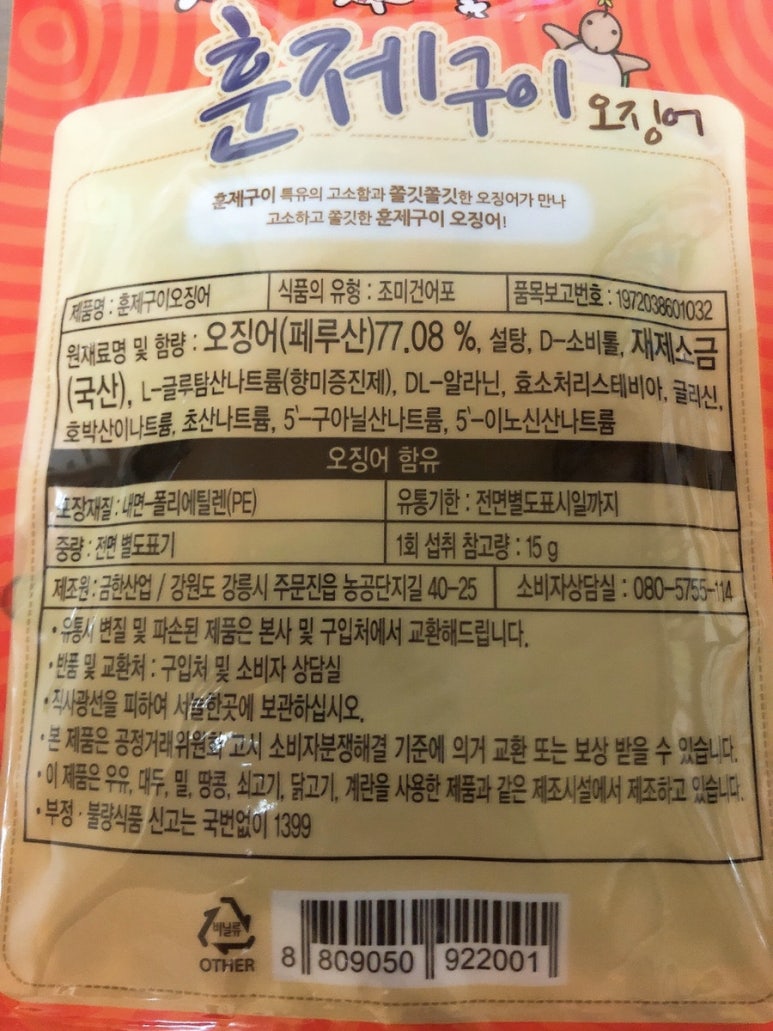 훈제구이 오징어
훈제구이 특유의 고소함과 쫄깃쫄깃한 오징어가 만나
고소하고 쫄깃한 훈제구이 오징어!
제품명 : 훈제구이오징어 식품의 유형 : 조미건어포 품목보고번호 : 1972038601032
원재료명 및 함량 : 오징어(페루산)77.08 %, 설탕, D-소비톨, 재제소금
(국산), L-글루탐산나트륨(향미증진제), DL-알라닌, 효소처리스테비아, 글리신,
호박산이나트륨, 초산나트륨, 5'-구아닐산나트륨, 5'-이노신산나트륨
오징어 함유
포장재질 : 내면-폴리에틸렌(PE) 유통기한 : 전면별도표시일까지
중량 : 전면 별도표기 1회 섭취 참고량 : 15 g
제조원 : 금한산업 / 강원도 강릉시 주문진읍 농공단지길 40-25 소비자상담실 : 080-5755-114
• 유통시 변질 및 파손된 제품은 본사 및 구입처에서 교환해드립니다.
• 반품 및 교환처 : 구입처 및 소비자 상담실
• 직사광선을 피하여 서늘한곳에 보관하십시오.
• 본 제품은 공정거래위원회 고시 소비자분쟁해결 기준에 의거 교환 또는 보상 받을 수 있습니다.
• 이 제품은 우유, 대두, 밀, 땅콩, 쇠고기, 닭고기, 계란을 사용한 제품과 같은 제조시설에서 제조하고 있습니다.
• 부정 · 불량식품 신고는 국번없이 1399
비닐류
OTHER
8 809050 922001